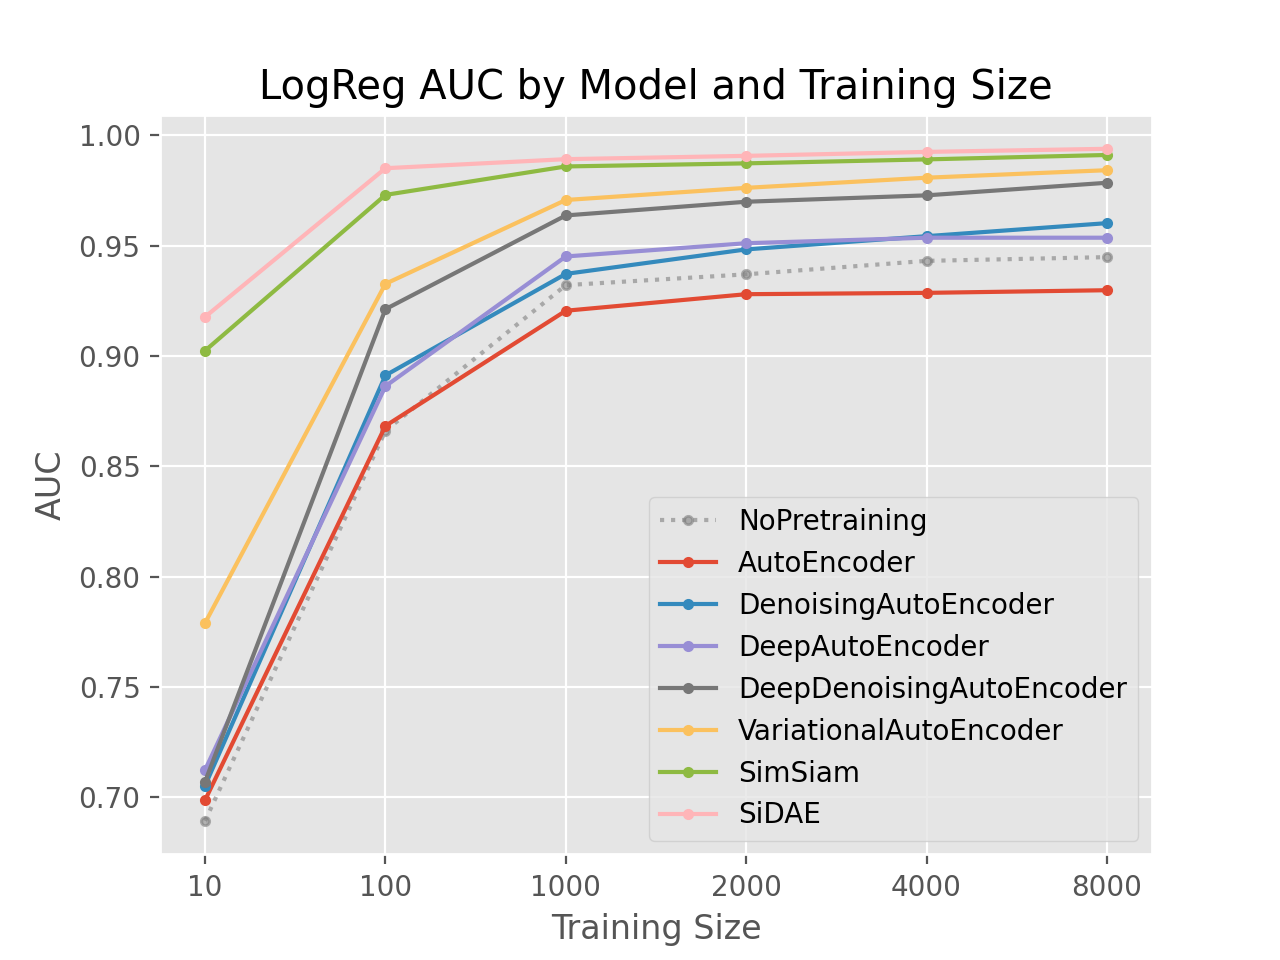 LogReg AUC by Model and Training Size
1.00
0.95
0.90
0.85
0.80
0.75
0.70
AUC
NoPretraining
AutoEncoder
DenoisingAutoEncoder
DeepAutoEncoder
DeepDenoisingAutoEncoder
VariationalAutoEncoder
SimSiam
SiDAE
10 100 1000 2000 4000 8000
Training Size